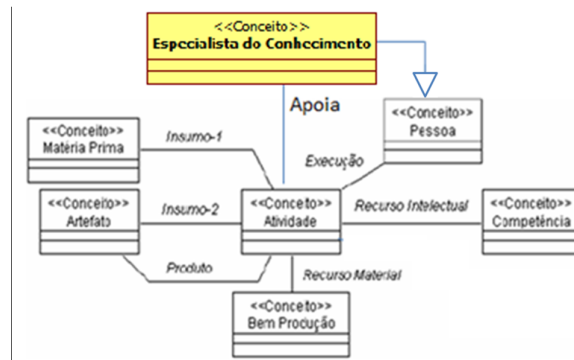 <<Conceito>>
Especialista do Conhecimento
Apoia
<<Conceito>>
Pessoa
<<Conceito>>
Matéria Prima
Insumo-1
Execução
<<Conceito>>
Artefato
Insumo-2
<<Conceito>>
Atividade
Recurso Intelectual
<<Conceito>>
Competência
Produto
Recurso Material
<<Conceito>>
Bem Produção